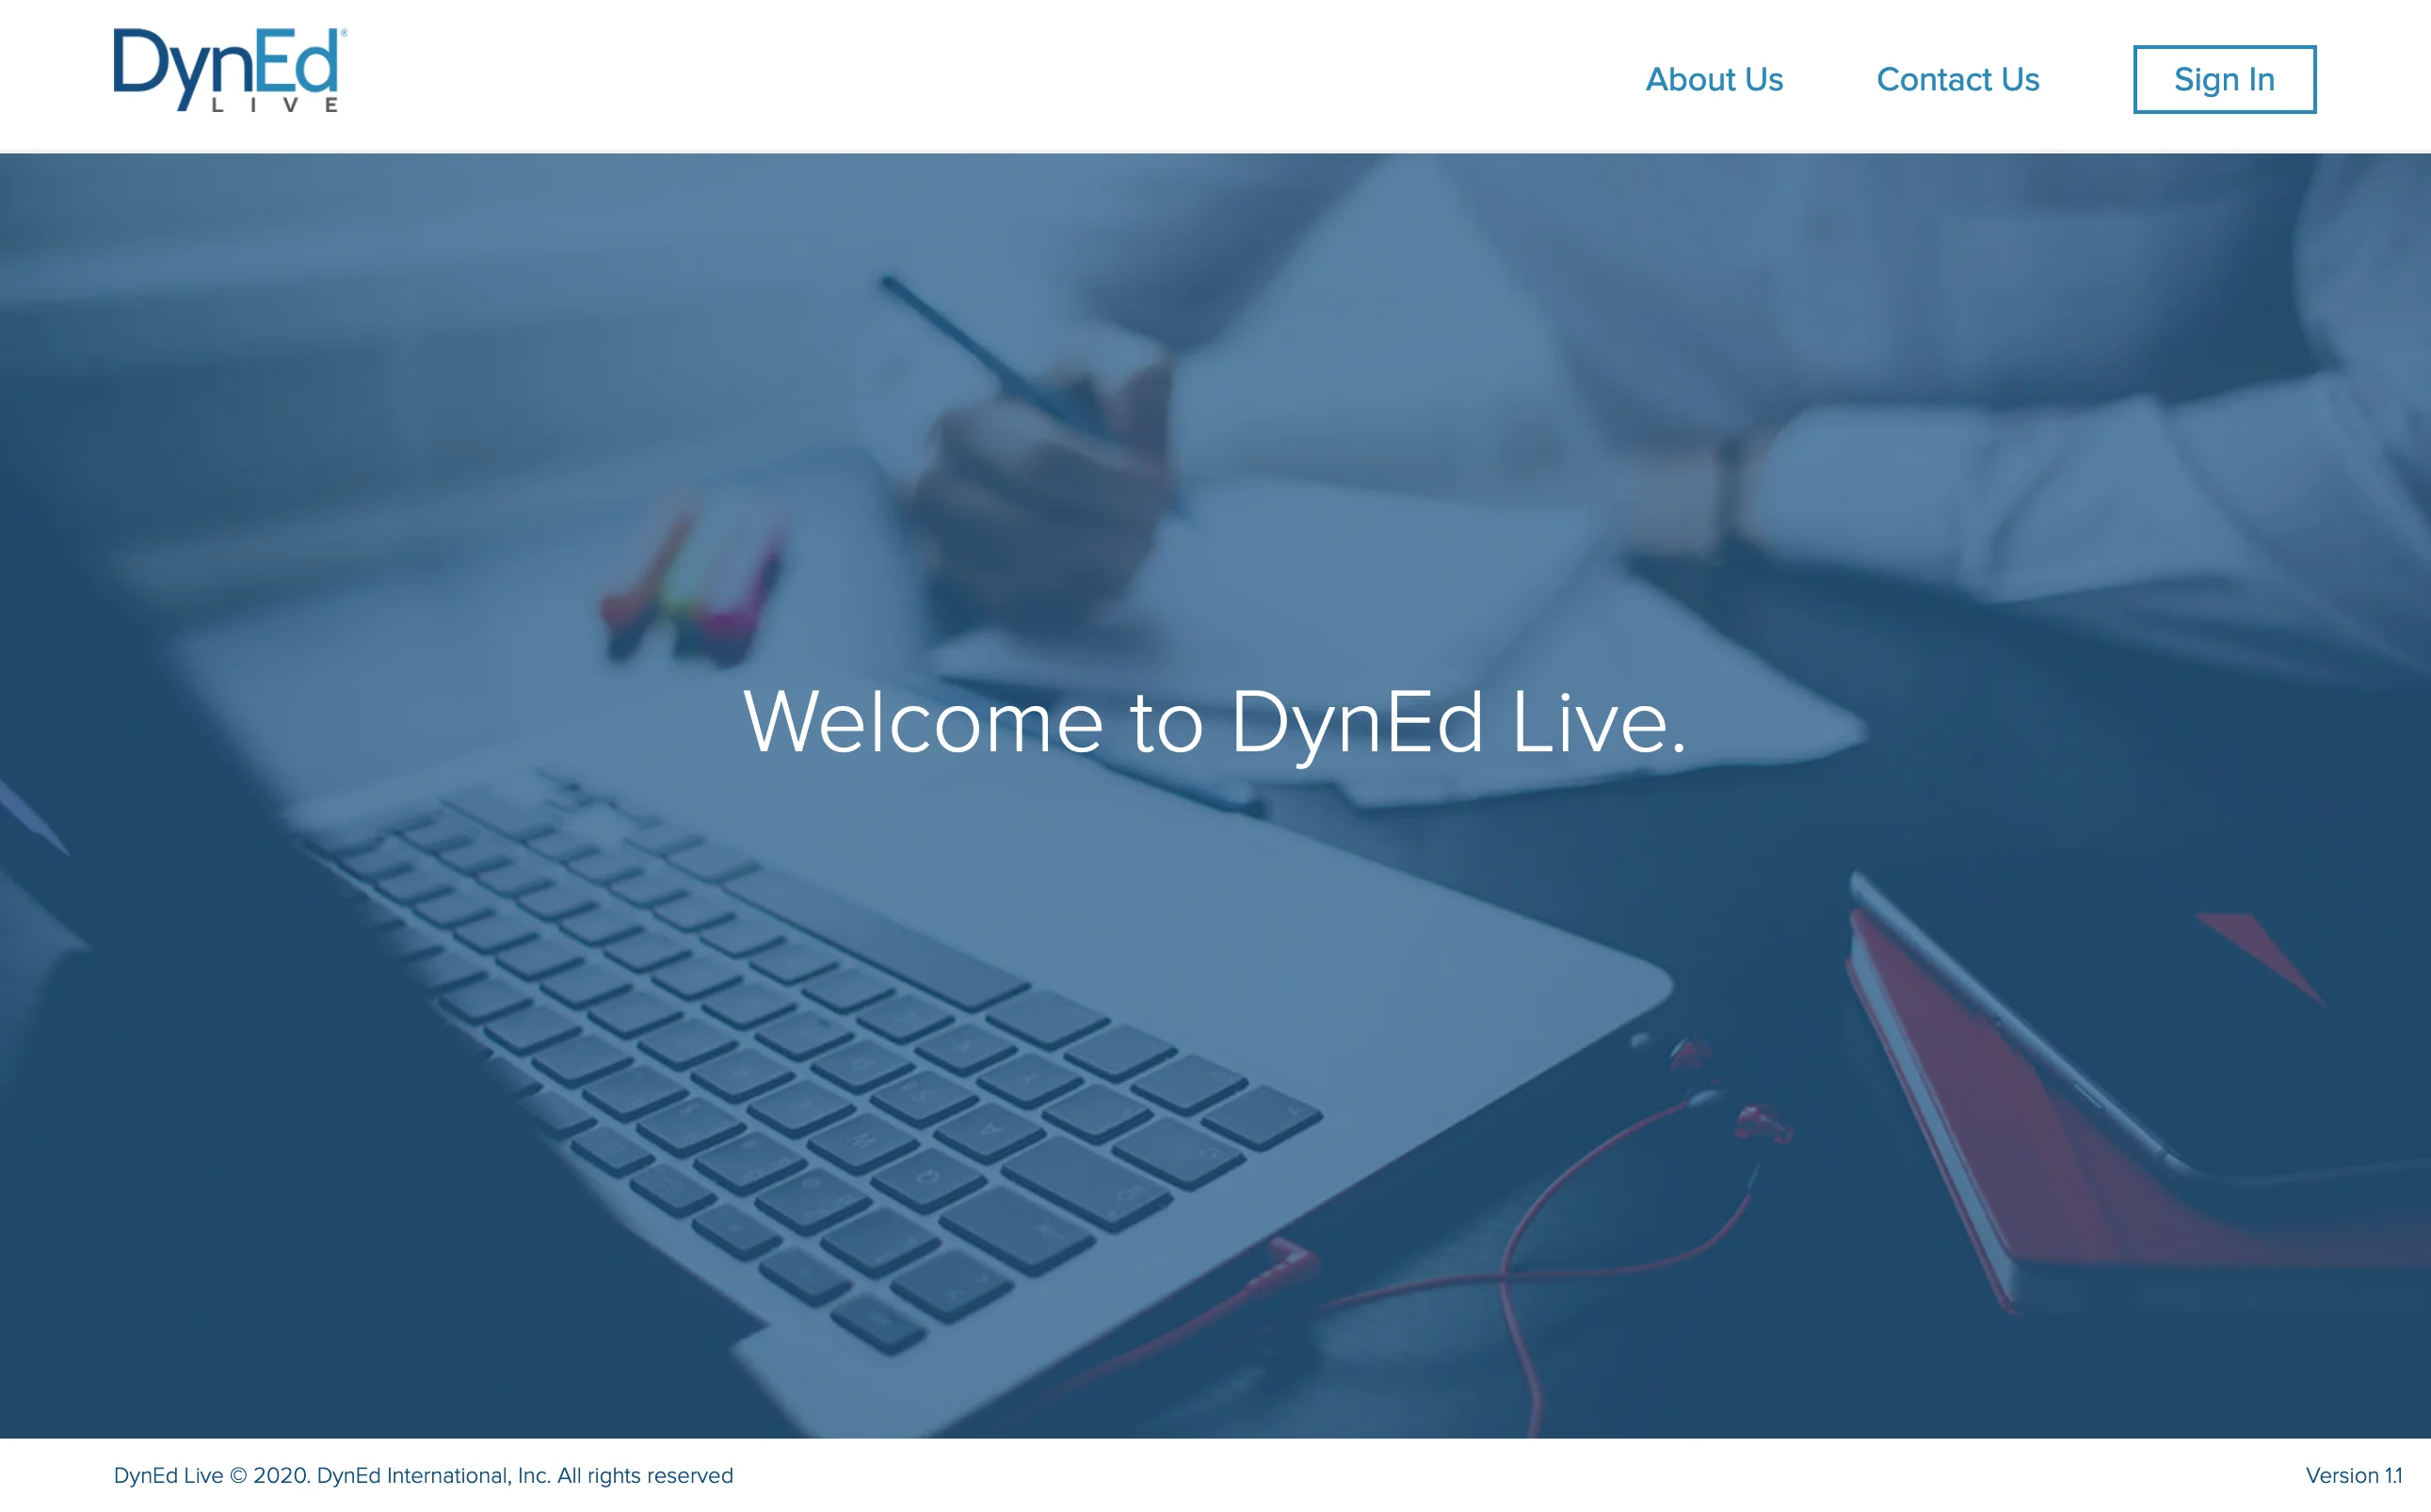 DynEd®
LIVE
About Us
Contact Us
Sign In
Welcome to DynEd Live.
DynEd Live © 2020. DynEd International, Inc. All rights reserved
Version 1.1